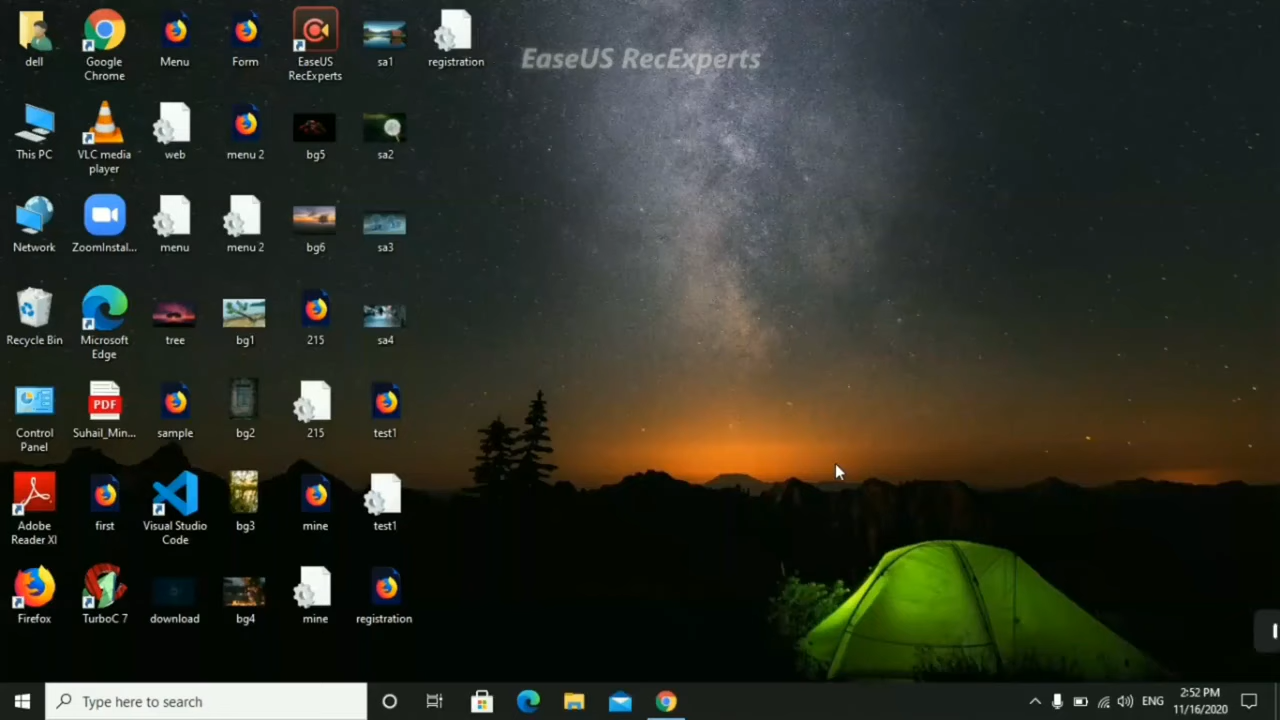 EaseUS RecExperts
dell
Google
Chrome
Menu
Form
EaseUS
RecExperts
sa1
registration
This PC
VLC media
player
web
menu 2
bg5
sa2
Network
ZoomInstal...
menu
menu 2
bg6
sa3
Recycle Bin
Microsoft
Edge
tree
bg1
215
sa4
Control
Panel
PDF
Suhail_Min...
sample
bg2
215
test1
Adobe
Reader XI
first
Visual Studio
Code
bg3
mine
test1
Firefox
TurboC 7
download
bg4
mine
registration
Type here to search
ENG
2:52 PM
11/16/2020